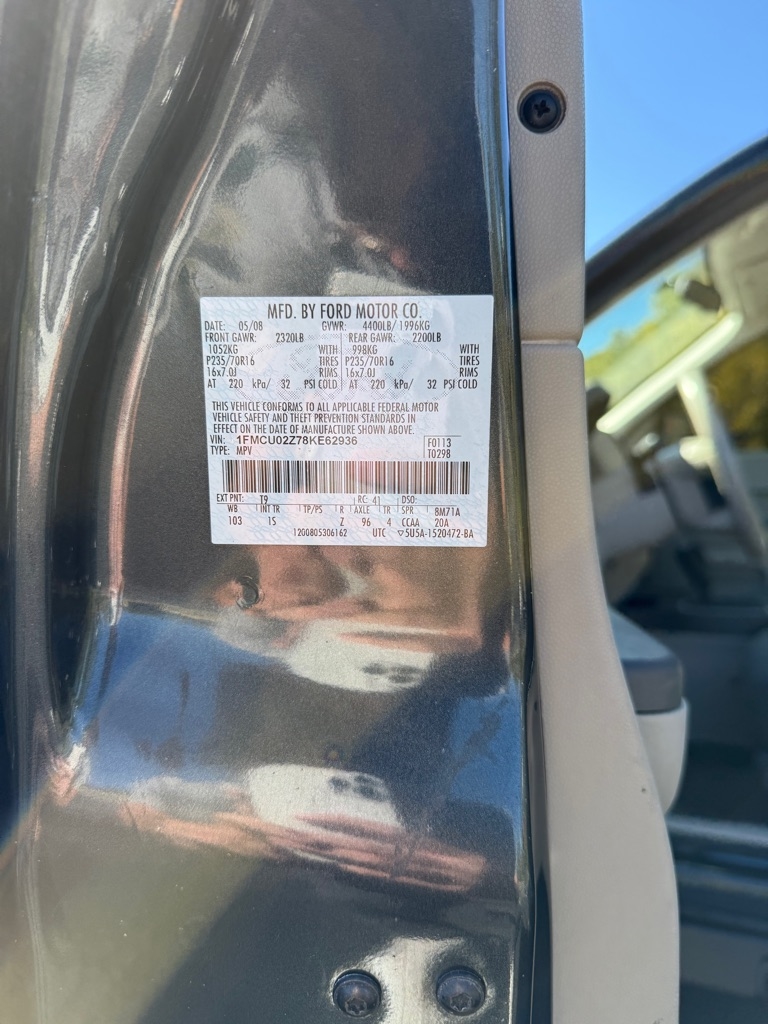 MFD. BY FORD MOTOR CO.
DATE: 05/08 GVWR: 4400LB/1996KG
FRONT GAWR: 2320LB REAR GAWR: 2200LB
1052KG WITH 998KG WITH
P235/70R16 TIRES P235/70R16 TIRES
16x7.0J RIMS 16x7.0J RIMS
AT 220 kPa/ 32 PSI COLD AT 220 kPa/ 32 PSI COLD
THIS VEHICLE CONFORMS TO ALL APPLICABLE FEDERAL MOTOR
VEHICLE SAFETY AND THEFT PREVENTION STANDARDS IN
EFFECT ON THE DATE OF MANUFACTURE SHOWN ABOVE.
VIN: 1FMCU02Z78KE62936 F0113
TYPE: MPV T0298
EXT PNT: T9 RC: 41 DSO:
WB INT TR TP/PS R AXLE TR SPR 8M71A
103 1S Z 96 4 CCAA 20A
1200805306162 UTC ▽5U5A-1520472-BA